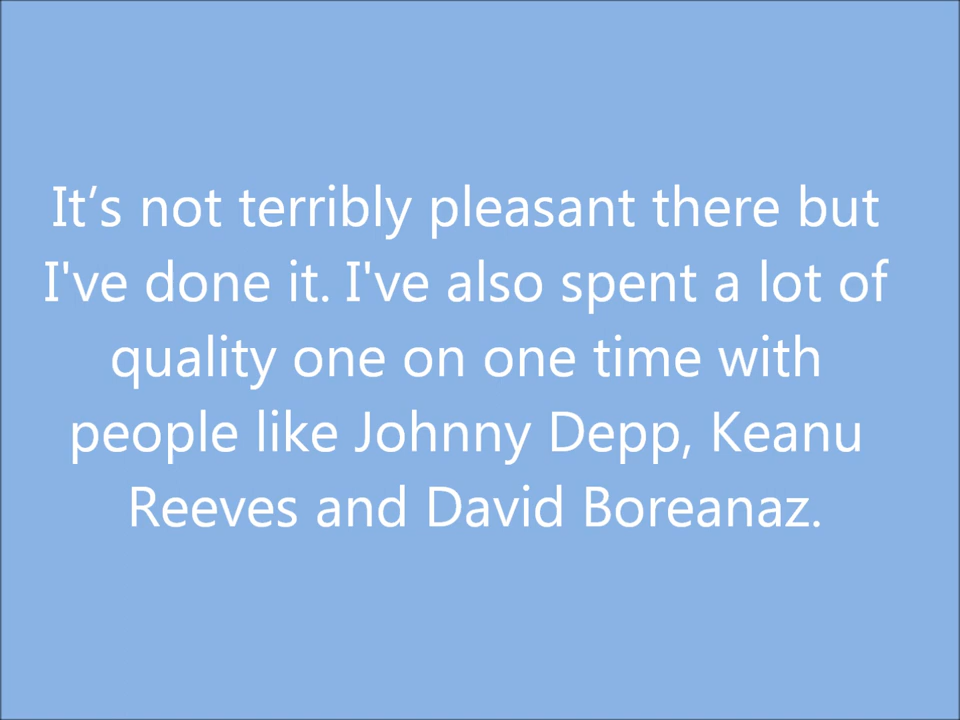 It’s not terribly pleasant there but
I've done it. I've also spent a lot of
quality one on one time with
people like Johnny Depp, Keanu
Reeves and David Boreanaz.